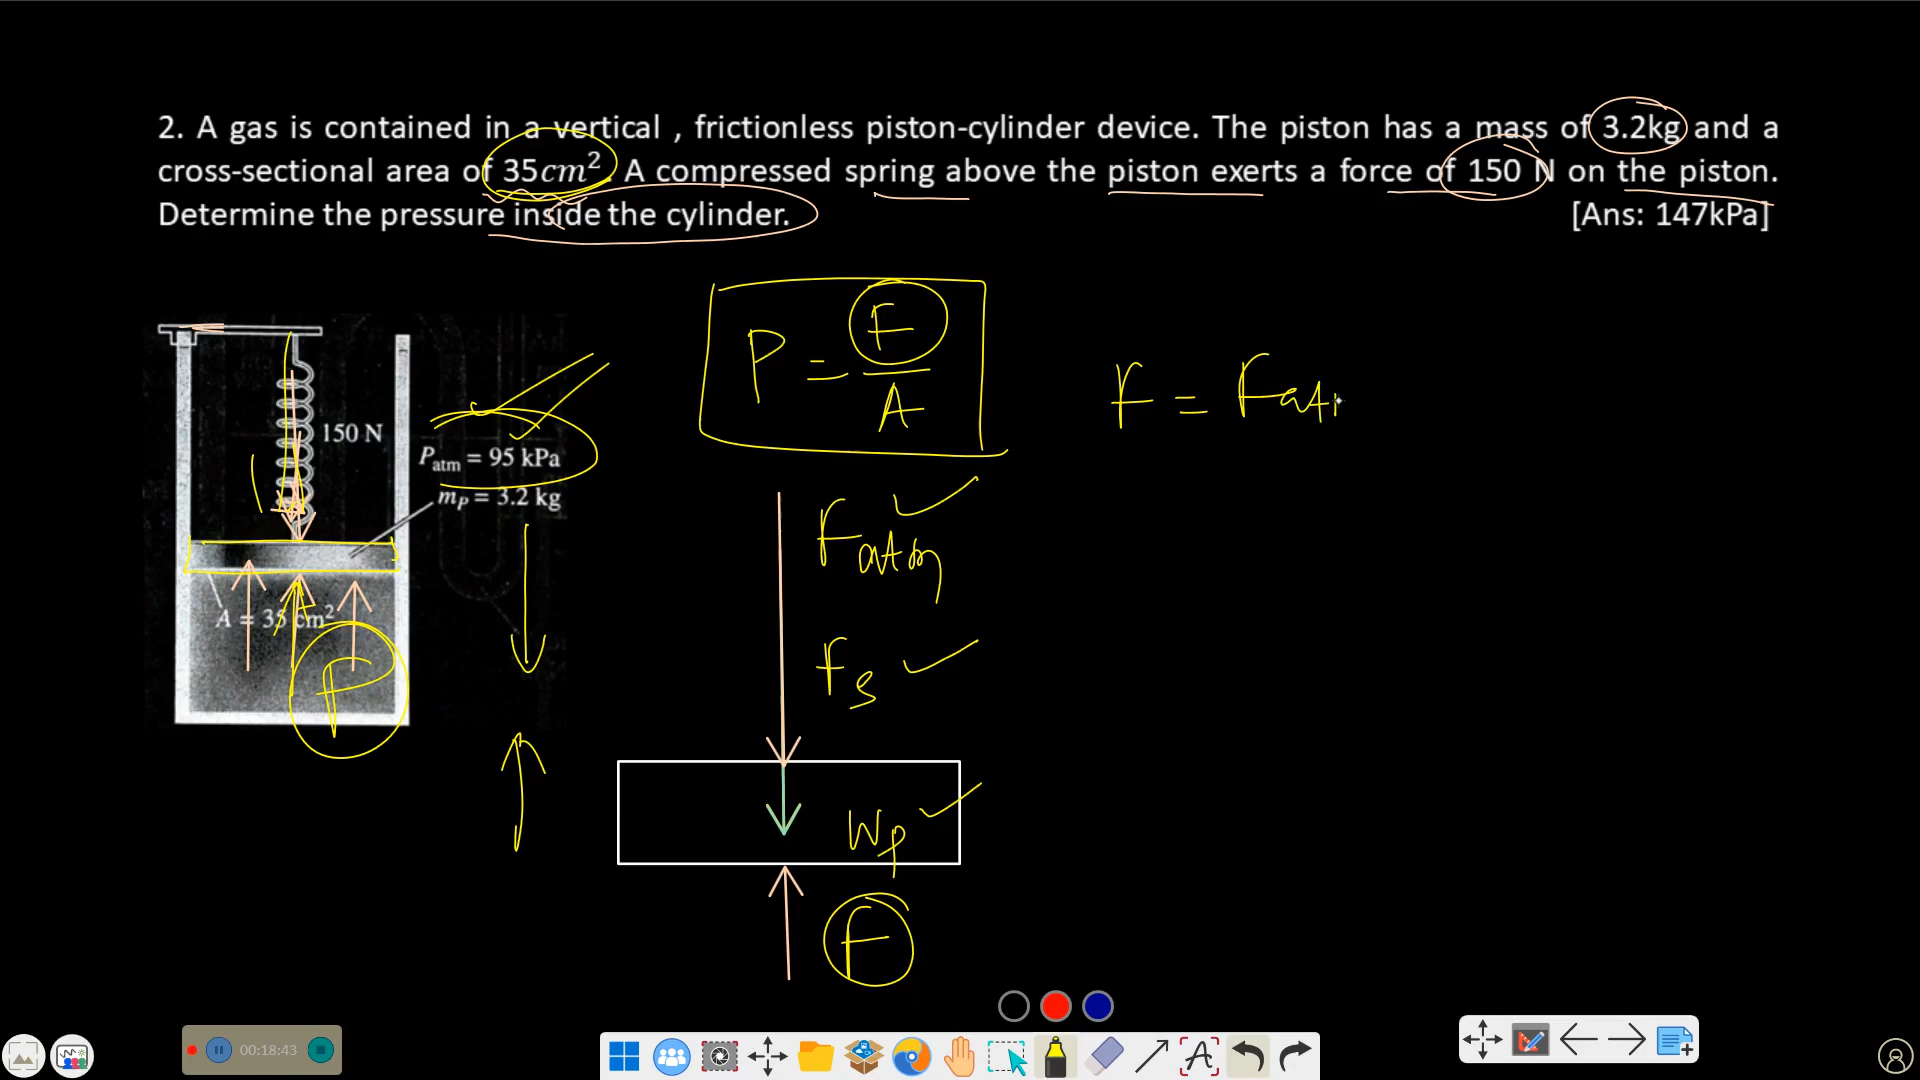 2. A gas is contained in a vertical , frictionless piston-cylinder device. The piston has a mass of 3.2kg and a
cross-sectional area of 35cm². A compressed spring above the piston exerts a force of 150 N on the piston.
Determine the pressure inside the cylinder. [Ans: 147kPa]
150 N
Patm = 95 kPa
mP = 3.2 kg
A = 35 cm²
P
P = F/A
F = Fat
Fatm
Fs
Wp
F
00:18:43